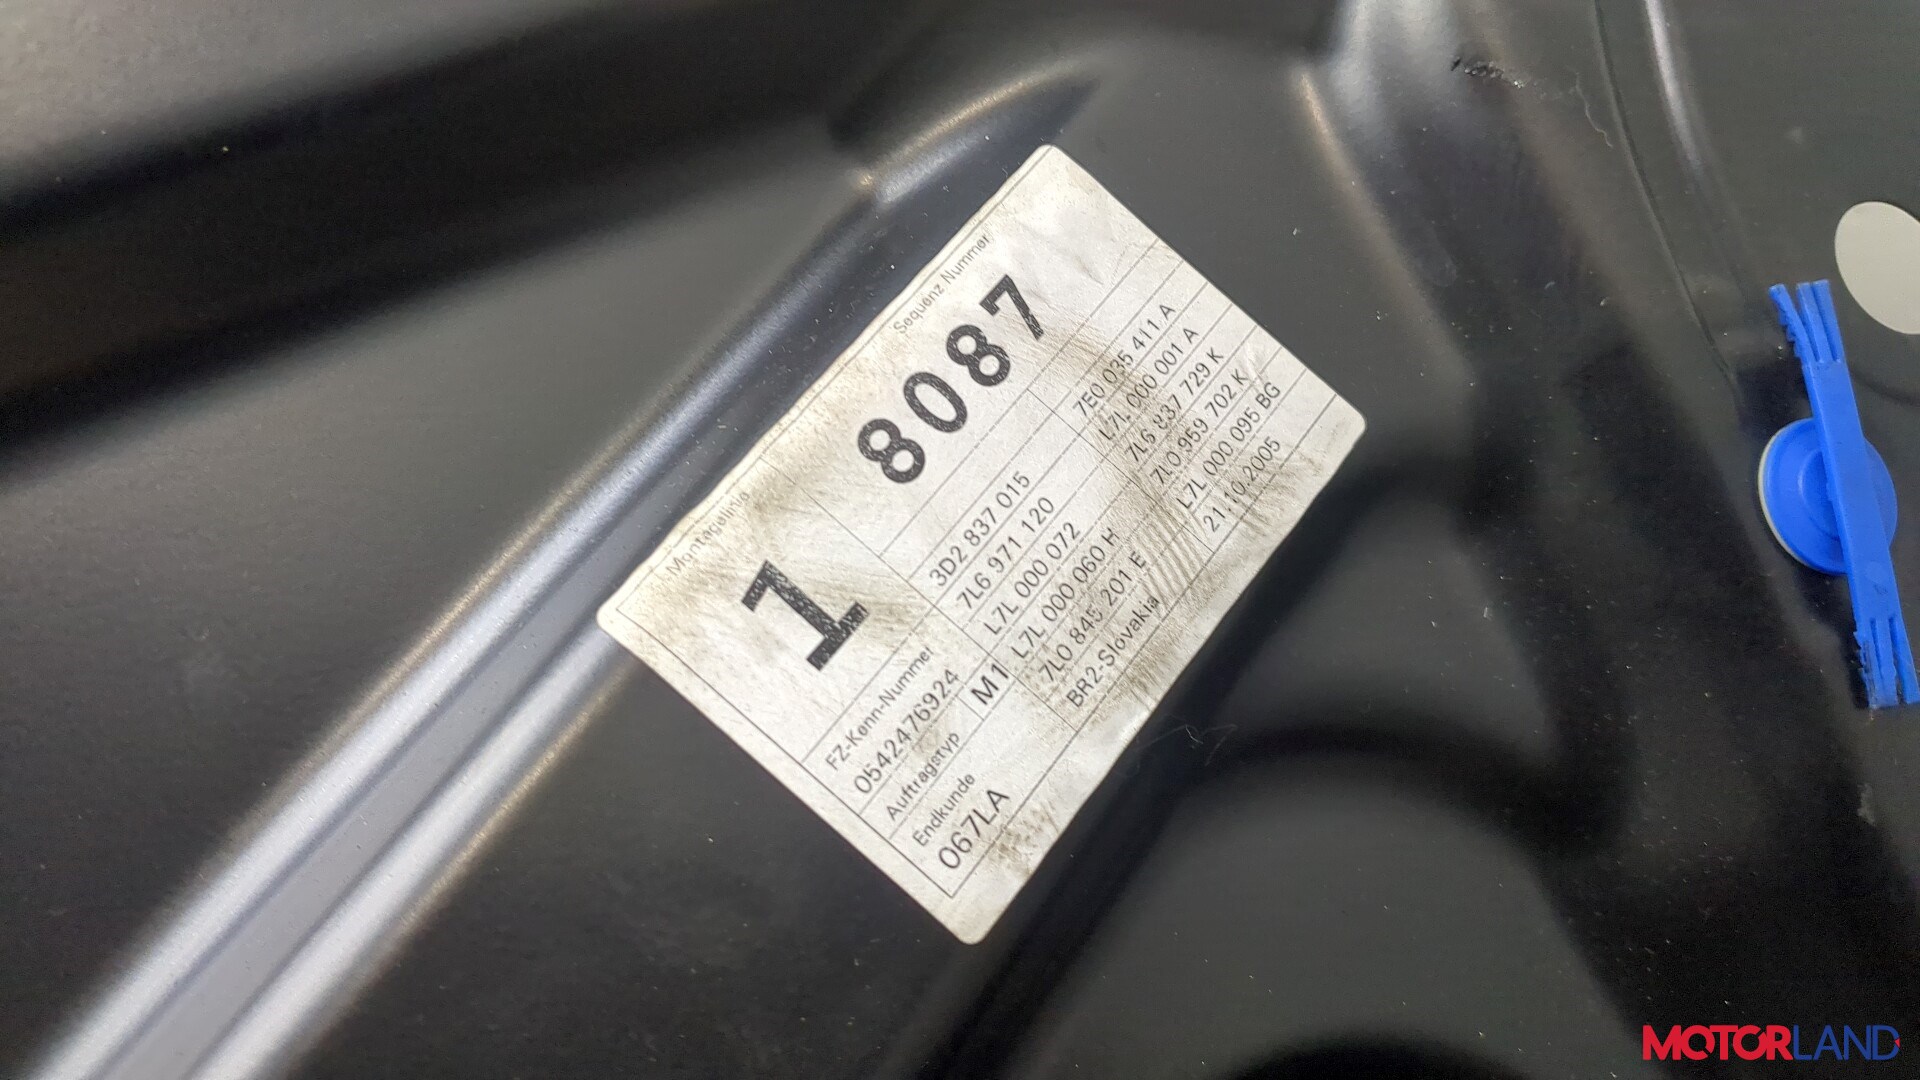 Montagelinie
Sequenz Nummer
1
8087
FZ-Kenn-Nummer
0542476924
Auftragstyp
M1
Endkunde
067LA
3D2 837 015
7L6 971 120
L7L 000 072
L7L 000 060 H
7L0 845 201 E
BR2-Slovakia
7E0 035 411 A
L7L 000 001 A
7L6 837 729 K
7L0 959 702 K
L7L 000 095 BG
21.10.2005
MOTORLAND